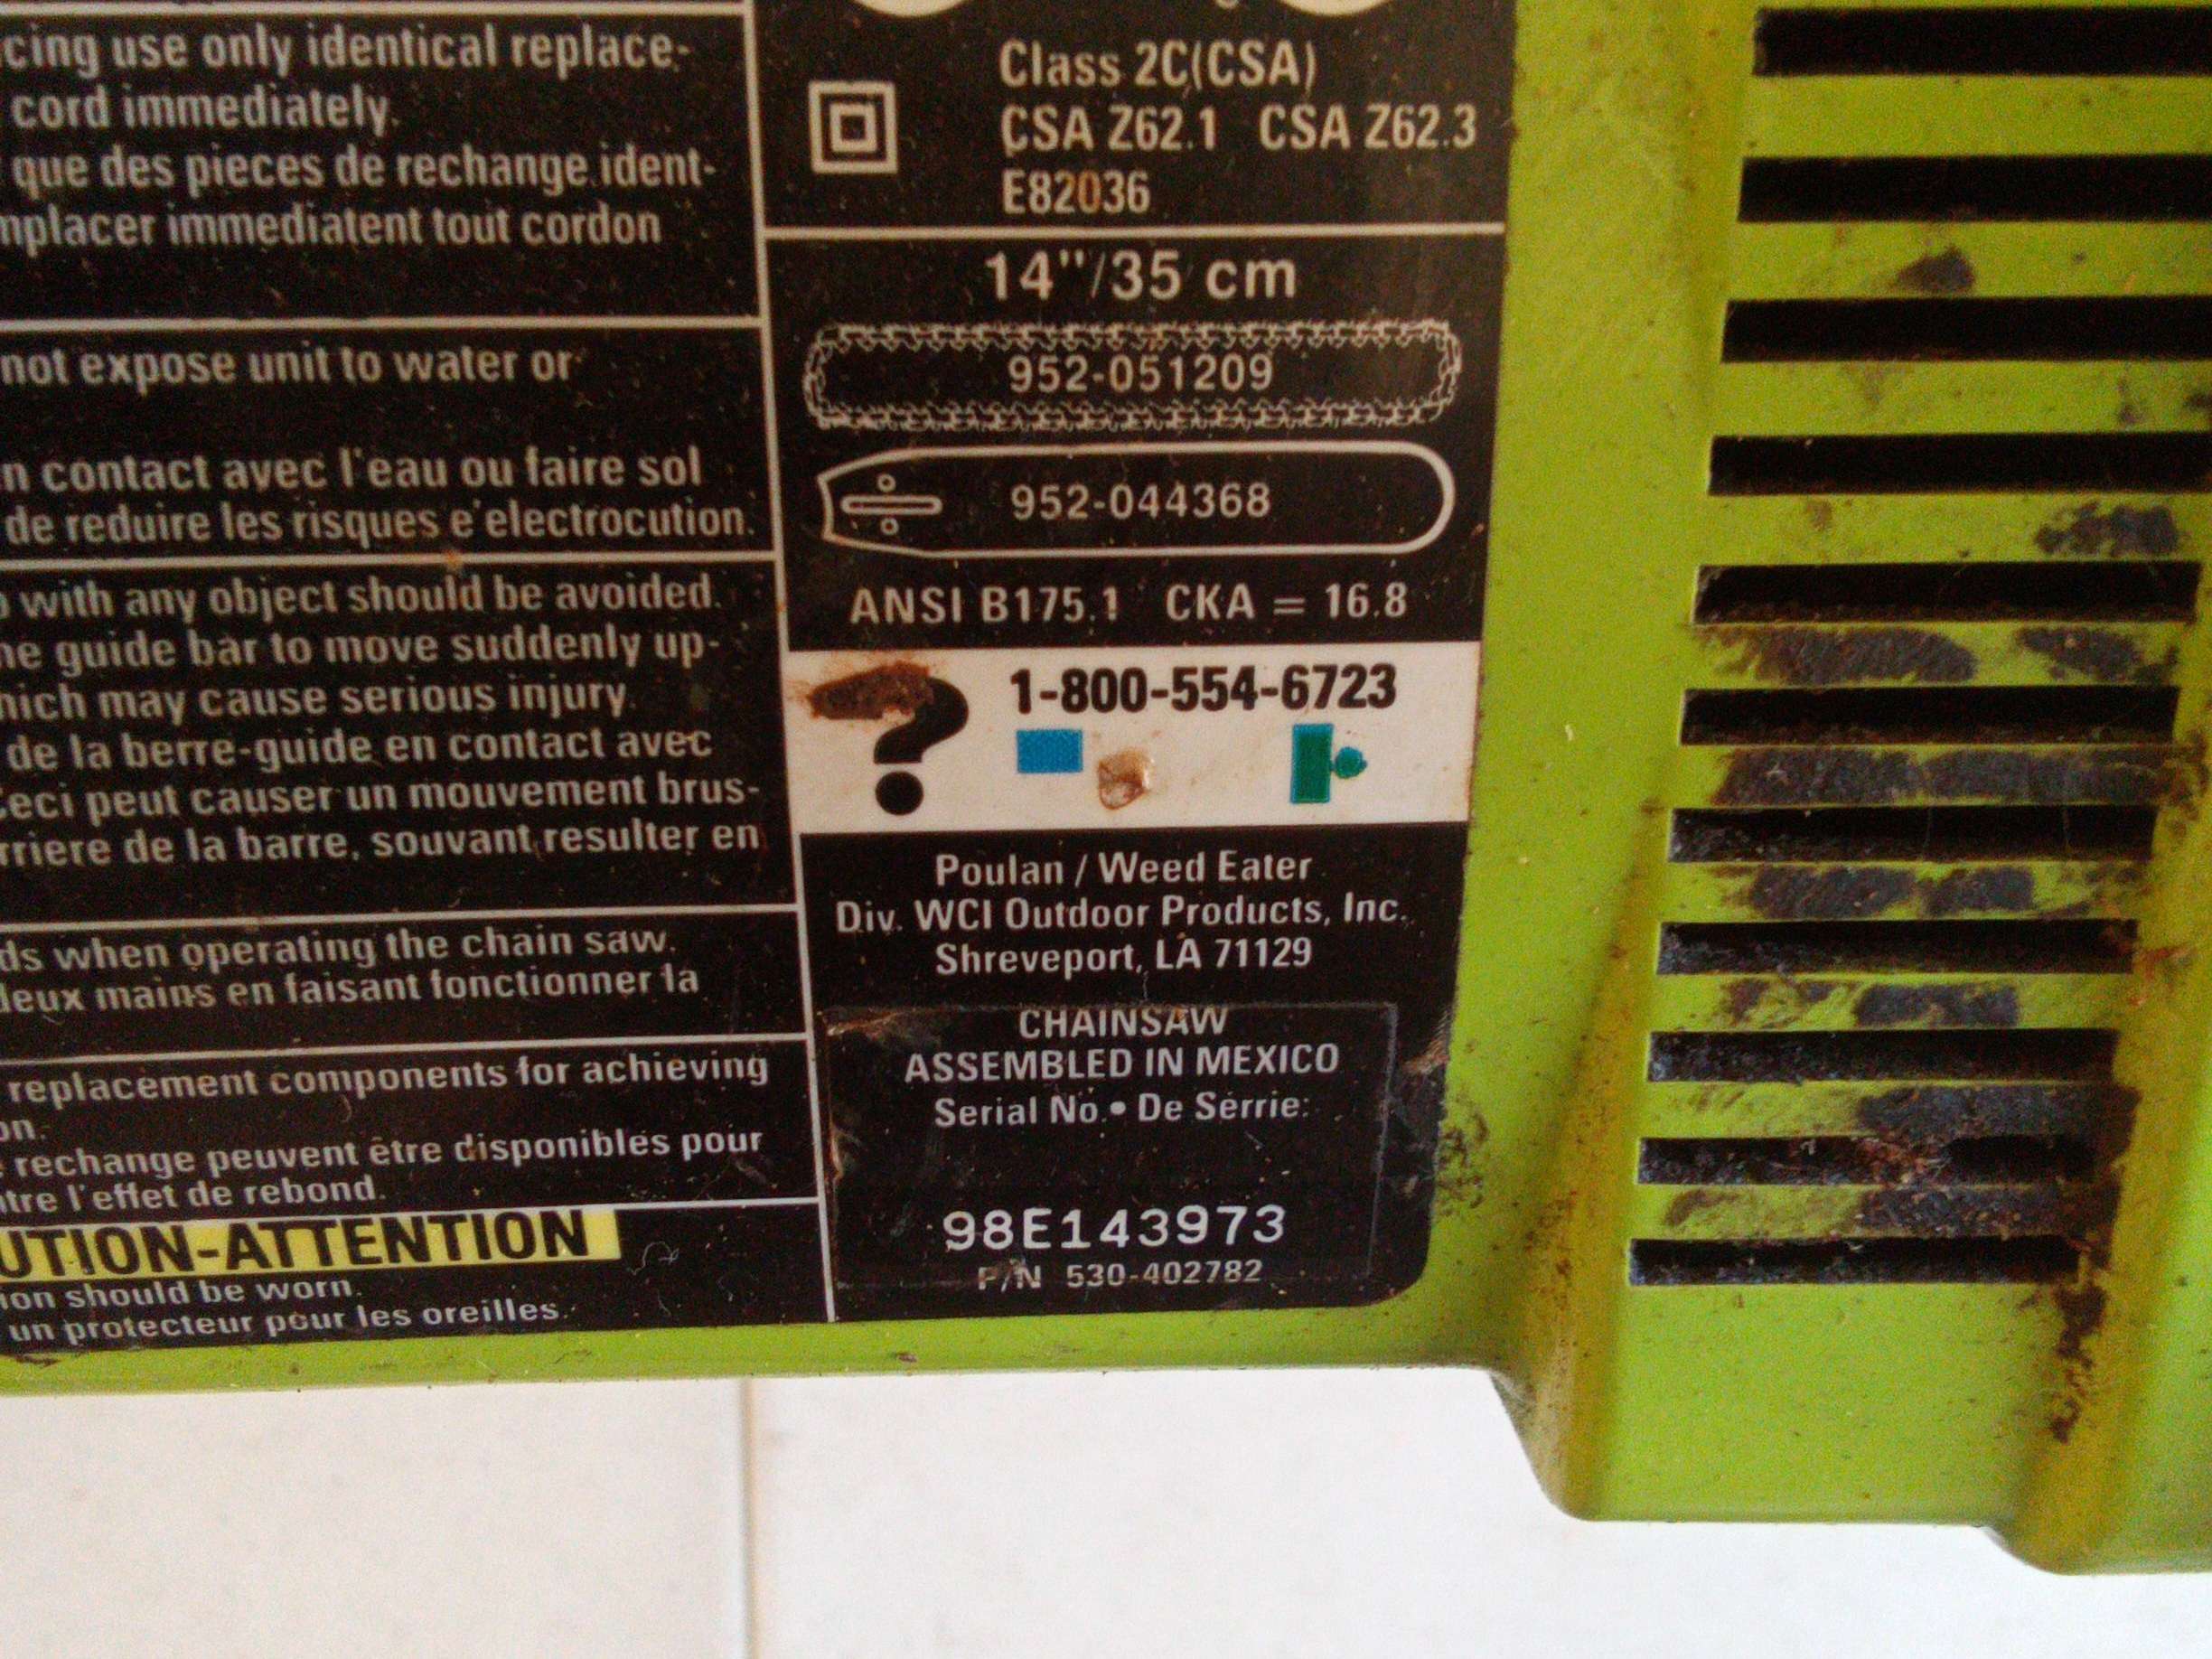 cing use only identical replace-
cord immediately.
que des pieces de rechange ident-
mplacer immediatent tout cordon
not expose unit to water or
n contact avec l'eau ou faire sol
de reduire les risques e'electrocution.
with any object should be avoided.
he guide bar to move suddenly up-
hich may cause serious injury.
de la berre-guide en contact avec
Ceci peut causer un mouvement brus-
rriere de la barre, souvant resulter en
ds when operating the chain saw.
deux mains en faisant fonctionner la
replacement components for achieving
on.
rechange peuvent être disponibles pour
tre l'effet de rebond.
UTION-ATTENTION
ion should be worn.
un protecteur pour les oreilles.
Class 2C(CSA)
CSA Z62.1 CSA Z62.3
E82036
14"/35 cm
952-051209
952-044368
ANSI B175.1 CKA = 16.8
? 1-800-554-6723
Poulan / Weed Eater
Div. WCI Outdoor Products, Inc.
Shreveport, LA 71129
CHAINSAW
ASSEMBLED IN MEXICO
Serial No. • De Serrie:
98E143973
P/N 530-402782